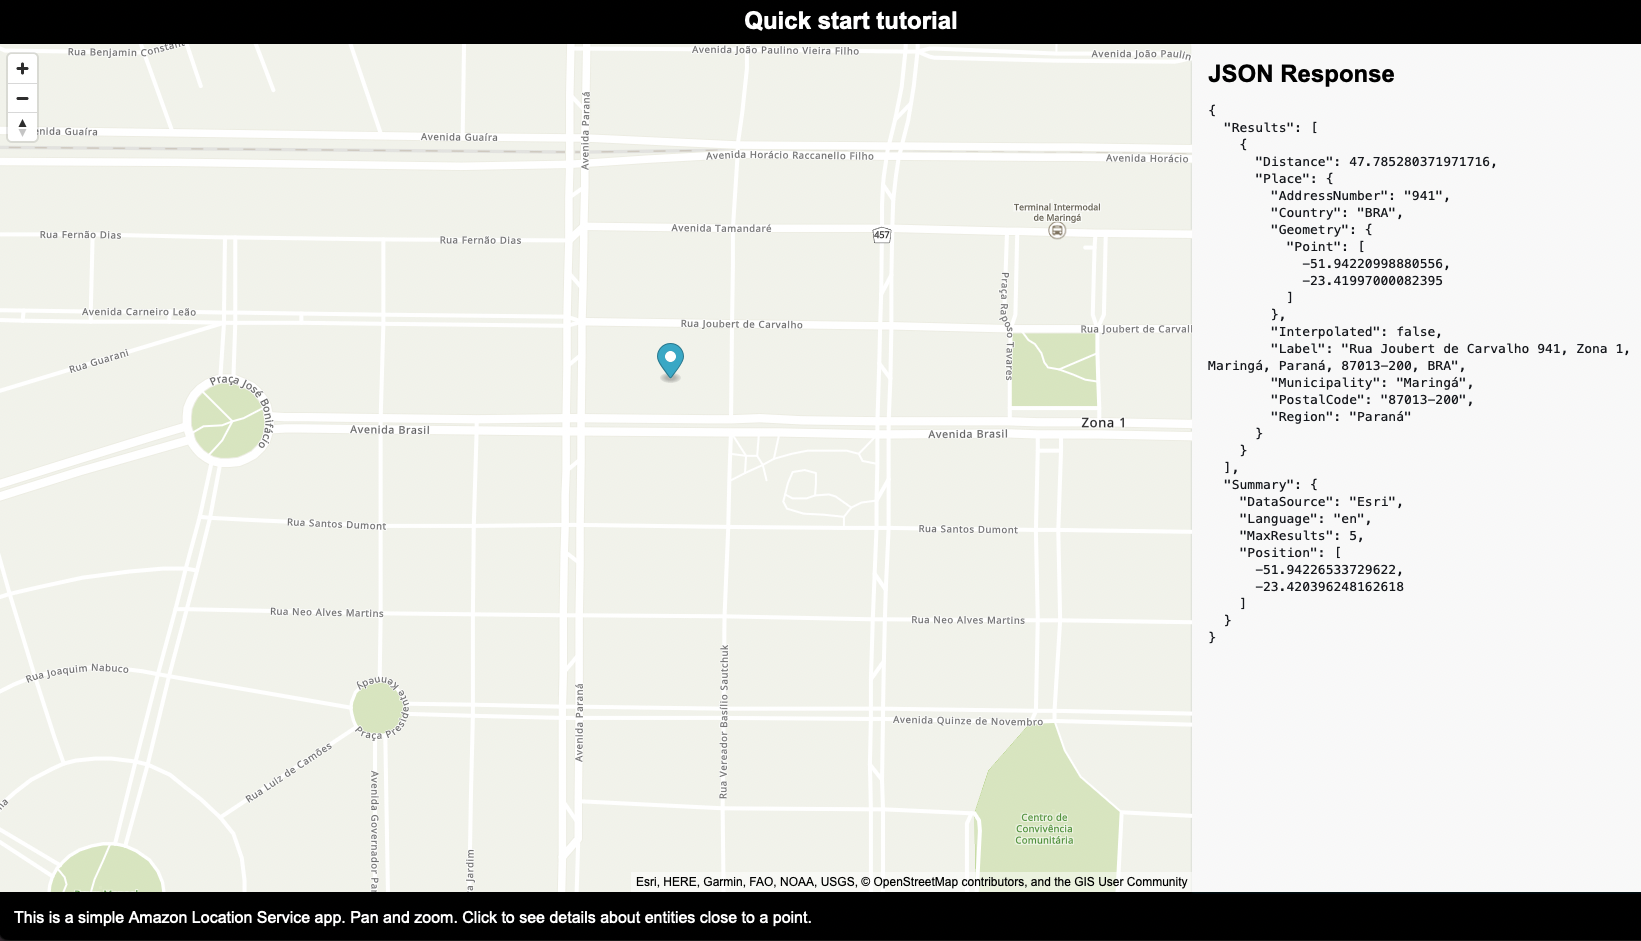 Quick start tutorial
Rua Benjamin Constant
Avenida João Paulino Vieira Filho
Avenida João Paulin
Avenida Paraná
enida Guaíra
Avenida Guaíra
Avenida Horácio Raccanello Filho
Avenida Horácio
Terminal Intermodal
de Maringá
Rua Fernão Dias
Rua Fernão Dias
Avenida Tamandaré
457
Praça Raposo Tavares
Avenida Carneiro Leão
Rua Joubert de Carvalho
Rua Joubert de Carval
Rua Guarani
Praça José Bonifácio
Avenida Brasil
Avenida Brasil
Zona 1
Rua Santos Dumont
Rua Santos Dumont
Rua Neo Alves Martins
Rua Neo Alves Martins
Rua Joaquim Nabuco
Praça Presidente Kennedy
Avenida Paraná
Rua Vereador Basílio Sautchuk
Avenida Quinze de Novembro
Rua Luiz de Camões
Avenida Governador Par
a Jardim
Centro de
Convivência
Comunitária
Esri, HERE, Garmin, FAO, NOAA, USGS, © OpenStreetMap contributors, and the GIS User Community
JSON Response
{
"Results": [
{
"Distance": 47.785280371971716,
"Place": {
"AddressNumber": "941",
"Country": "BRA",
"Geometry": {
"Point": [
-51.94220998880556,
-23.41997000082395
]
},
"Interpolated": false,
"Label": "Rua Joubert de Carvalho 941, Zona 1,
Maringá, Paraná, 87013-200, BRA",
"Municipality": "Maringá",
"PostalCode": "87013-200",
"Region": "Paraná"
}
}
],
"Summary": {
"DataSource": "Esri",
"Language": "en",
"MaxResults": 5,
"Position": [
-51.94226533729622,
-23.420396248162618
]
}
}
This is a simple Amazon Location Service app. Pan and zoom. Click to see details about entities close to a point.